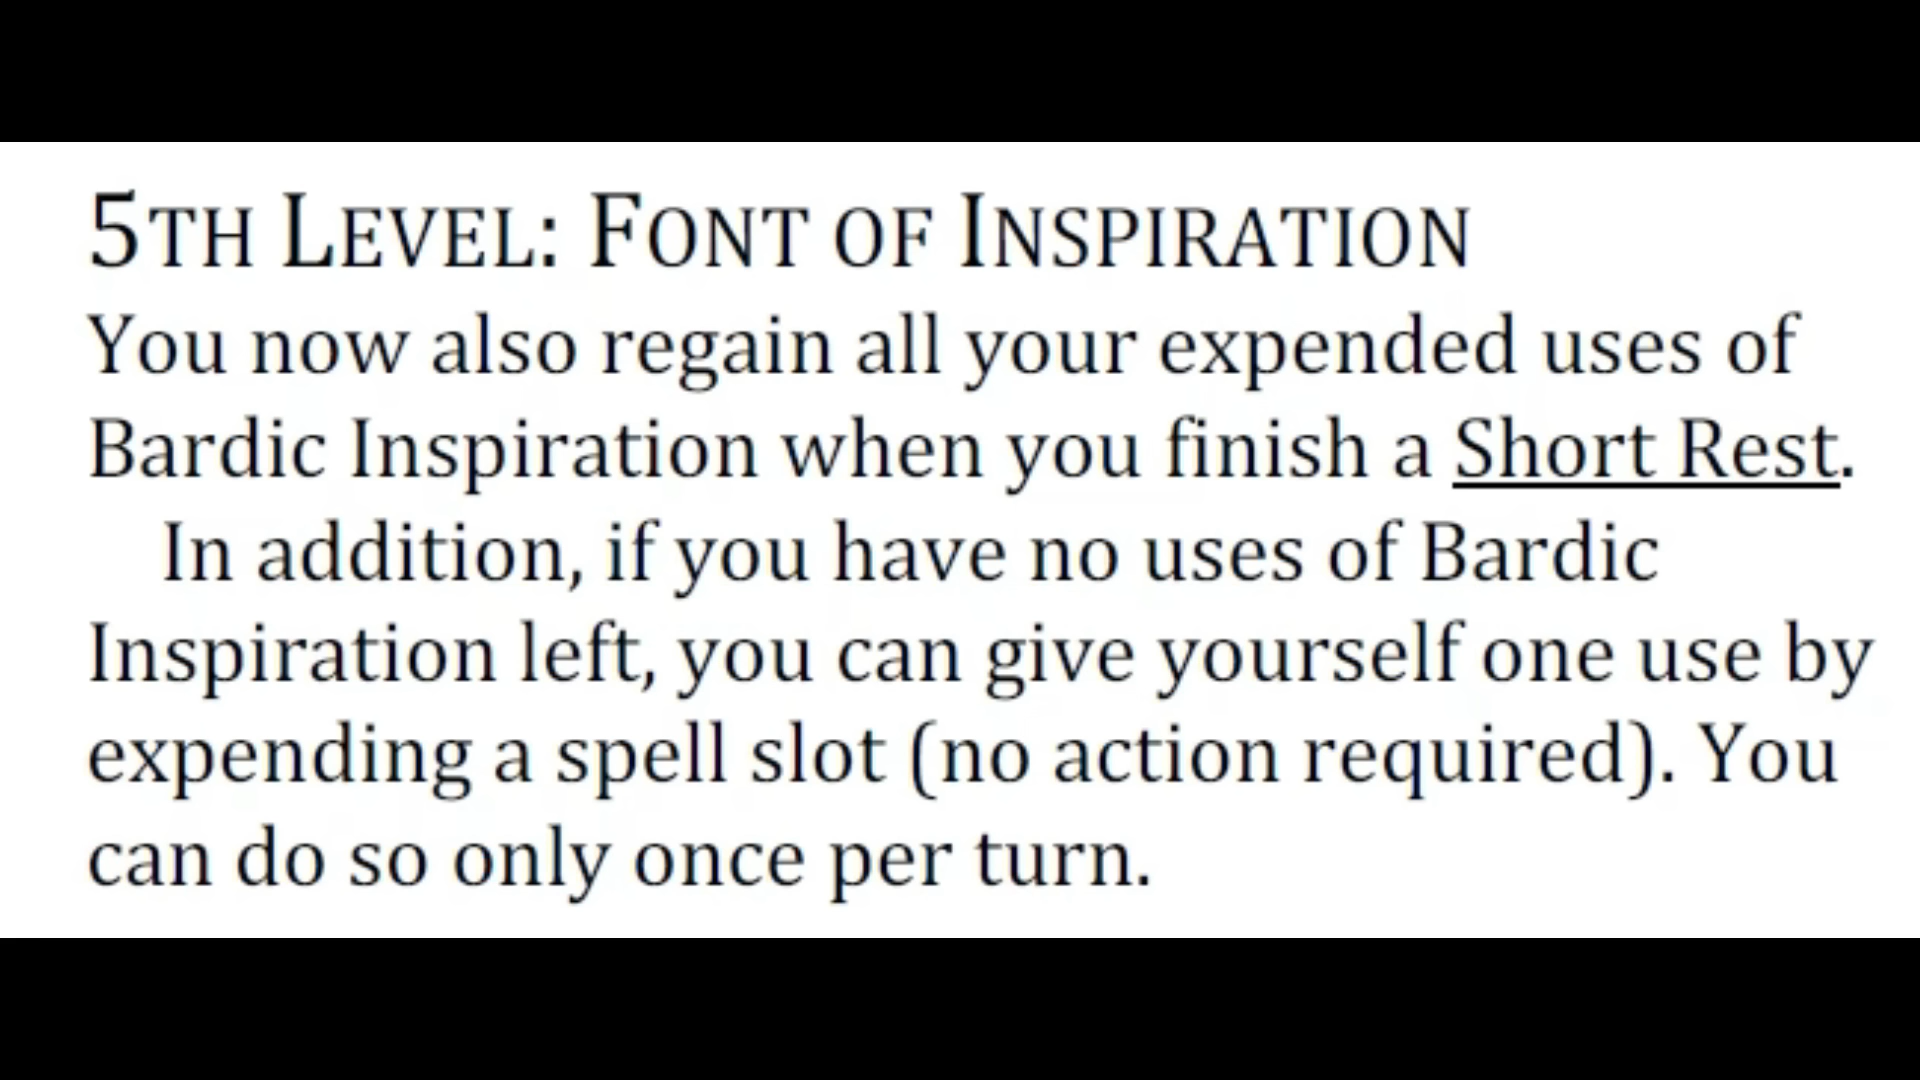 5TH LEVEL: FONT OF INSPIRATION
You now also regain all your expended uses of
Bardic Inspiration when you finish a Short Rest.
In addition, if you have no uses of Bardic
Inspiration left, you can give yourself one use by
expending a spell slot (no action required). You
can do so only once per turn.